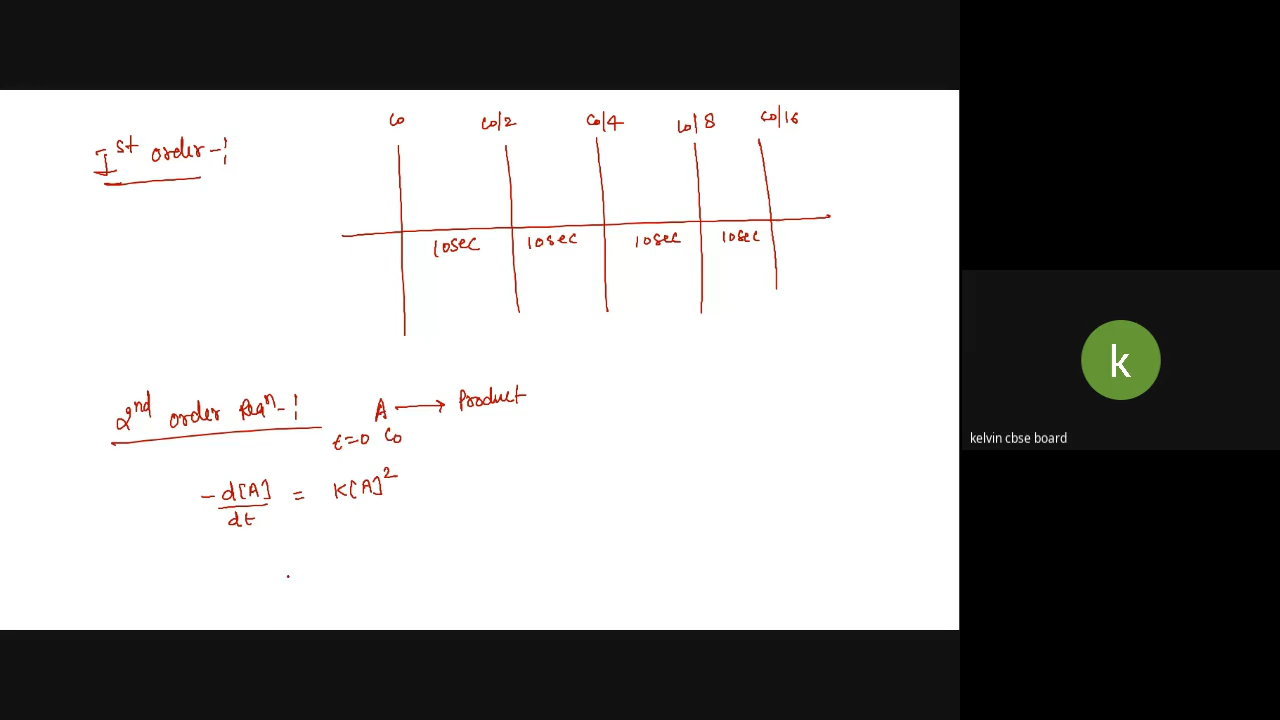 Co Co/2 Co/4 Co/8 Co/16
Ist order-!
10sec 10sec 10sec 10sec
k
kelvin cbse board
2nd order Reaⁿ-! A → Product
t=0 Co
-d[A]/dt = K[A]²